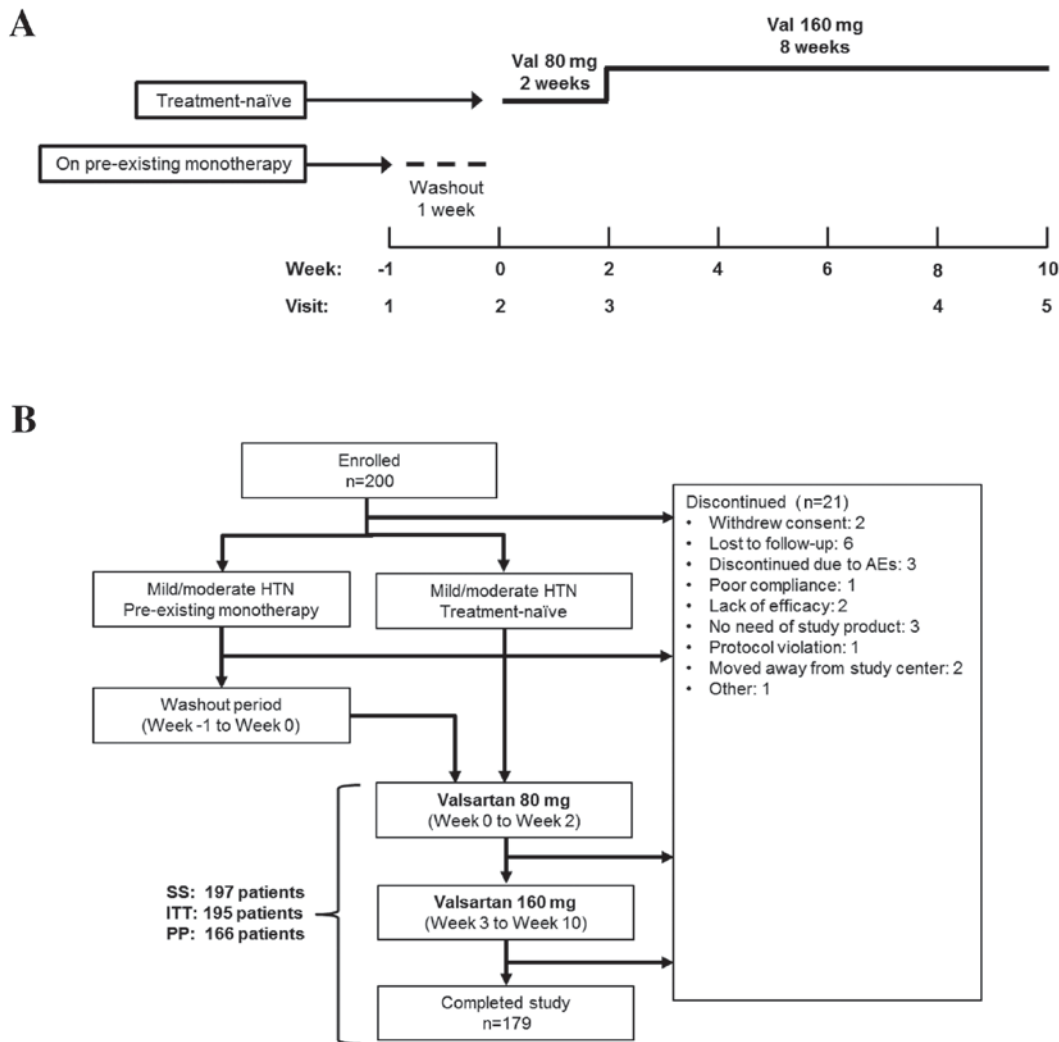 A
Val 160 mg
8 weeks
Val 80 mg
2 weeks
Treatment-naïve
On pre-existing monotherapy
Washout
1 week
Week: -1 0 2 4 6 8 10
Visit: 1 2 3 4 5
B
Enrolled
n=200
Mild/moderate HTN
Pre-existing monotherapy
Mild/moderate HTN
Treatment-naïve
Washout period
(Week -1 to Week 0)
Valsartan 80 mg
(Week 0 to Week 2)
SS: 197 patients
ITT: 195 patients
PP: 166 patients
Valsartan 160 mg
(Week 3 to Week 10)
Completed study
n=179
Discontinued (n=21)
• Withdrew consent: 2
• Lost to follow-up: 6
• Discontinued due to AEs: 3
• Poor compliance: 1
• Lack of efficacy: 2
• No need of study product: 3
• Protocol violation: 1
• Moved away from study center: 2
• Other: 1